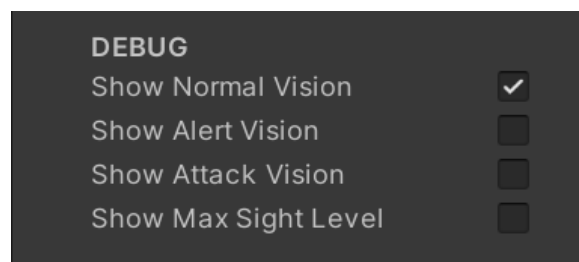 DEBUG
Show Normal Vision
Show Alert Vision
Show Attack Vision
Show Max Sight Level